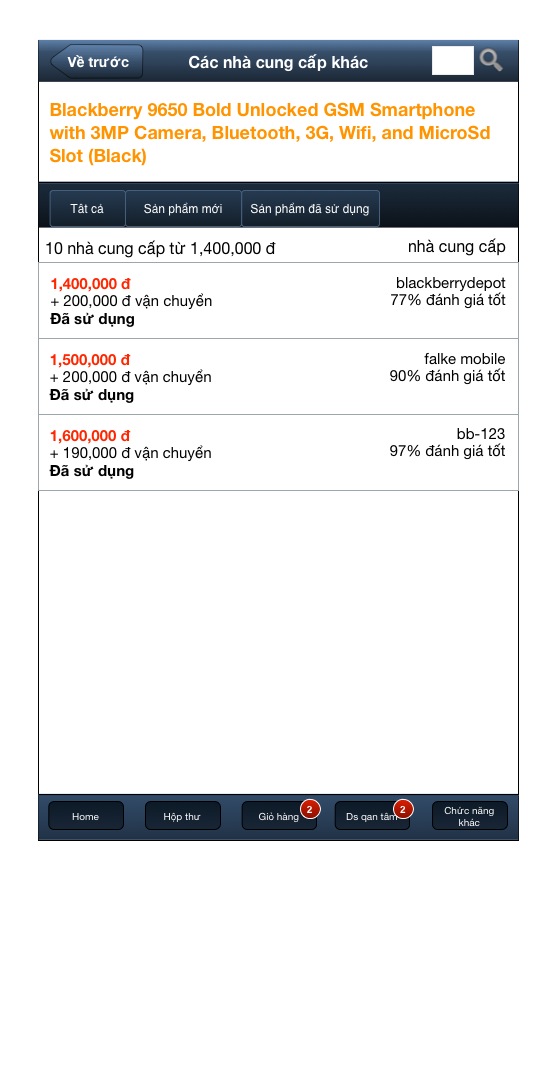 Về trước
Các nhà cung cấp khác
Blackberry 9650 Bold Unlocked GSM Smartphone
with 3MP Camera, Bluetooth, 3G, Wifi, and MicroSd
Slot (Black)
Tất cả
Sản phẩm mới
Sản phẩm đã sử dụng
10 nhà cung cấp từ 1,400,000 đ
nhà cung cấp
1,400,000 đ
blackberrydepot
+ 200,000 đ vận chuyển
77% đánh giá tốt
Đã sử dụng
1,500,000 đ
falke mobile
+ 200,000 đ vận chuyển
90% đánh giá tốt
Đã sử dụng
1,600,000 đ
bb-123
+ 190,000 đ vận chuyển
97% đánh giá tốt
Đã sử dụng
Home
Hộp thư
Giỏ hàng
2
Ds qan tâm
2
Chức năng
khác